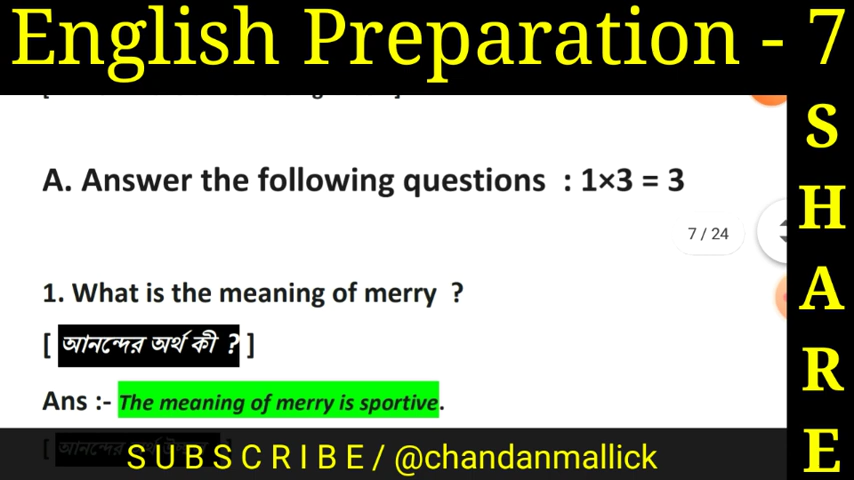 English Preparation - 7
A. Answer the following questions : 1×3 = 3
7 / 24
1. What is the meaning of merry ?
[ আনন্দের অর্থ কী ? ]
Ans :- The meaning of merry is sportive.
SUBSCRIBE/ @chandanmallick
S
H
A
R
E